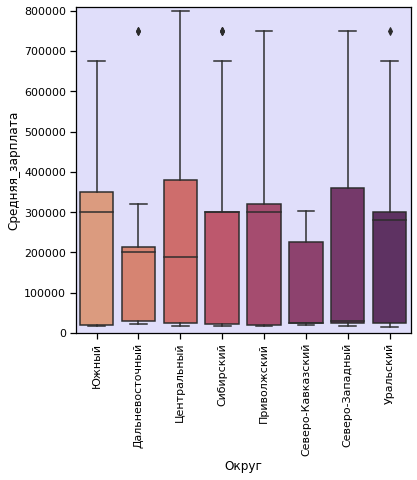 800000
700000
600000
500000
400000
300000
200000
100000
0
Средняя_зарплата
Южный
Дальневосточный
Центральный
Сибирский
Приволжский
Северо-Кавказский
Северо-Западный
Уральский
Округ